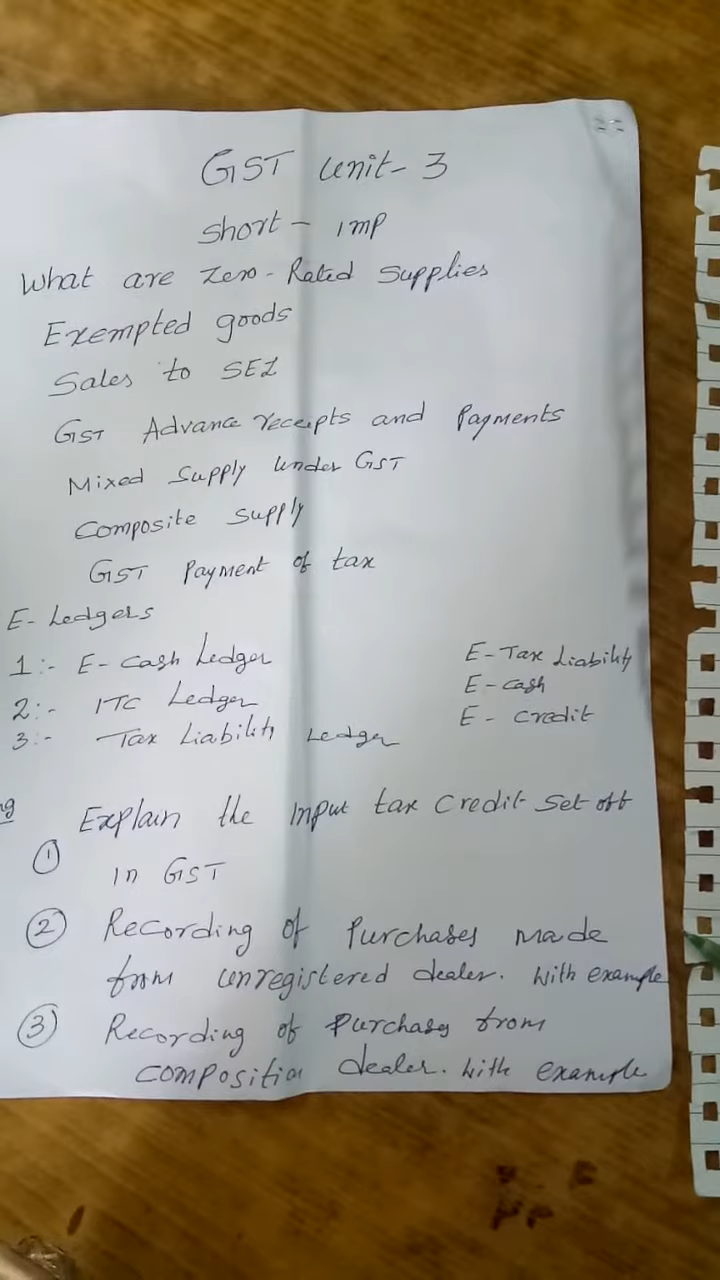 GST Unit-3
Short - Imp
What are Zero-Rated Supplies
Exempted goods
Sales to SEZ
GST Advance receipts and Payments
Mixed Supply under GST
Composite Supply
GST Payment of tax
E-Ledgers
1:- E-Cash Ledger
2:- ITC Ledger
3:- Tax Liability Ledger
E-Tax Liability
E-cash
E-credit
Explain the Input tax credit set off
① In GST
② Recording of Purchases made
from unregistered dealer. With example
③ Recording of Purchases from
composition dealer. With example